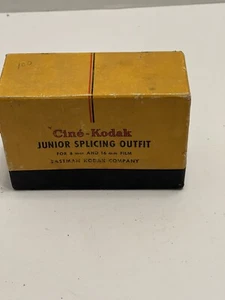 Ciné-Kodak
JUNIOR SPLICING OUTFIT
FOR 8 mm. AND 16 mm. FILM
EASTMAN KODAK COMPANY